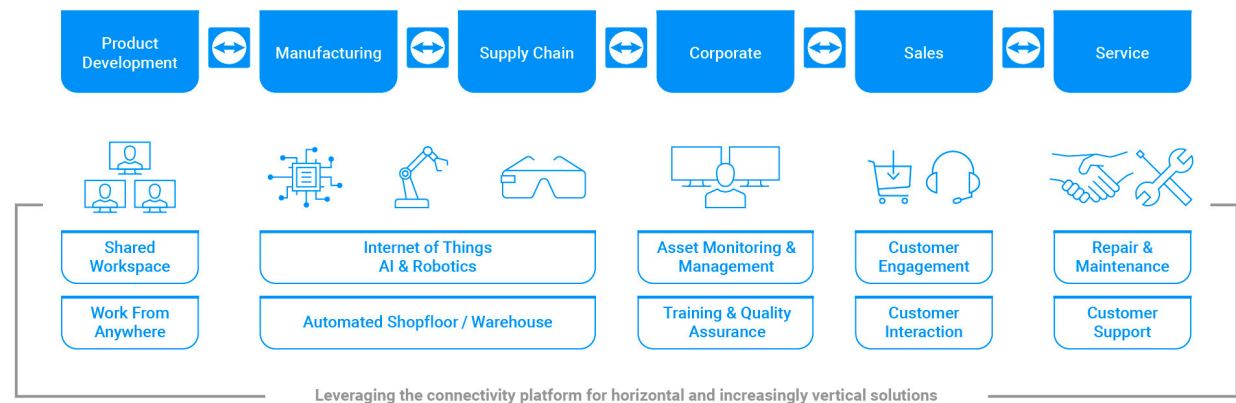 Product
Development
Manufacturing
Supply Chain
Corporate
Sales
Service
Shared
Workspace
Internet of Things
AI & Robotics
Asset Monitoring &
Management
Customer
Engagement
Repair &
Maintenance
Work From
Anywhere
Automated Shopfloor / Warehouse
Training & Quality
Assurance
Customer
Interaction
Customer
Support
Leveraging the connectivity platform for horizontal and increasingly vertical solutions